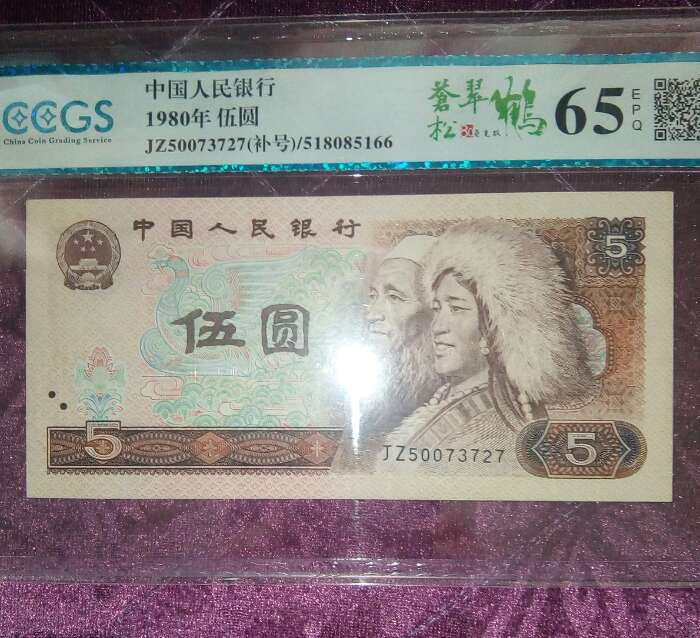 CCGS
China Coin Grading Service
中国人民银行
1980年 伍圆
JZ50073727(补号)/518085166
蒼翠
松鶴
65
EPQ
中国人民银行
5
伍圆
5
JZ50073727
5